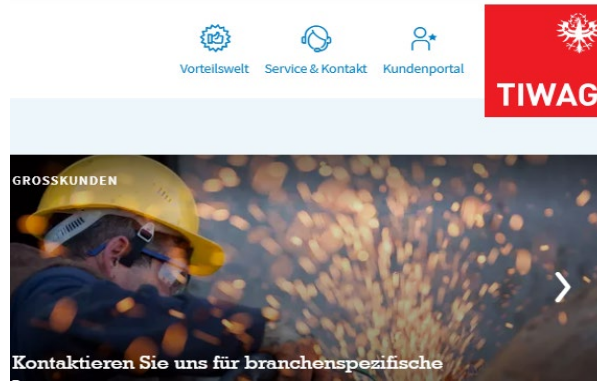 Vorteilswelt Service & Kontakt Kundenportal
TIWAG
GROSSKUNDEN
Kontaktieren Sie uns für branchenspezifische